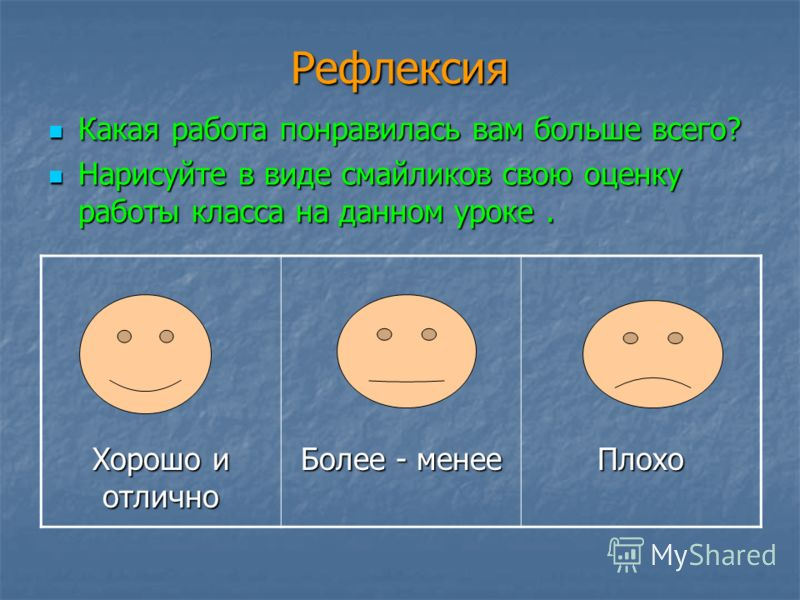 Рефлексия
Какая работа понравилась вам больше всего?
Нарисуйте в виде смайликов свою оценку
работы класса на данном уроке .
Хорошо и
отлично
Более - менее
Плохо
MyShared